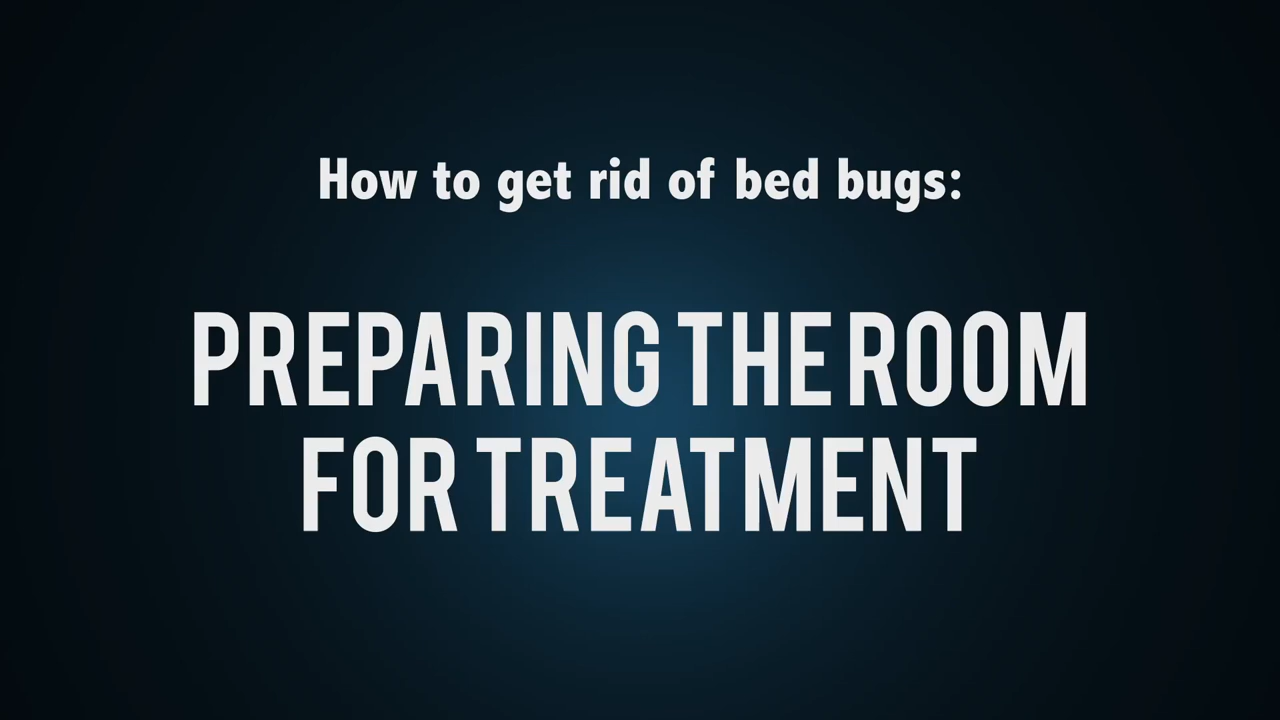 How to get rid of bed bugs:
PREPARING THE ROOM
FOR TREATMENT